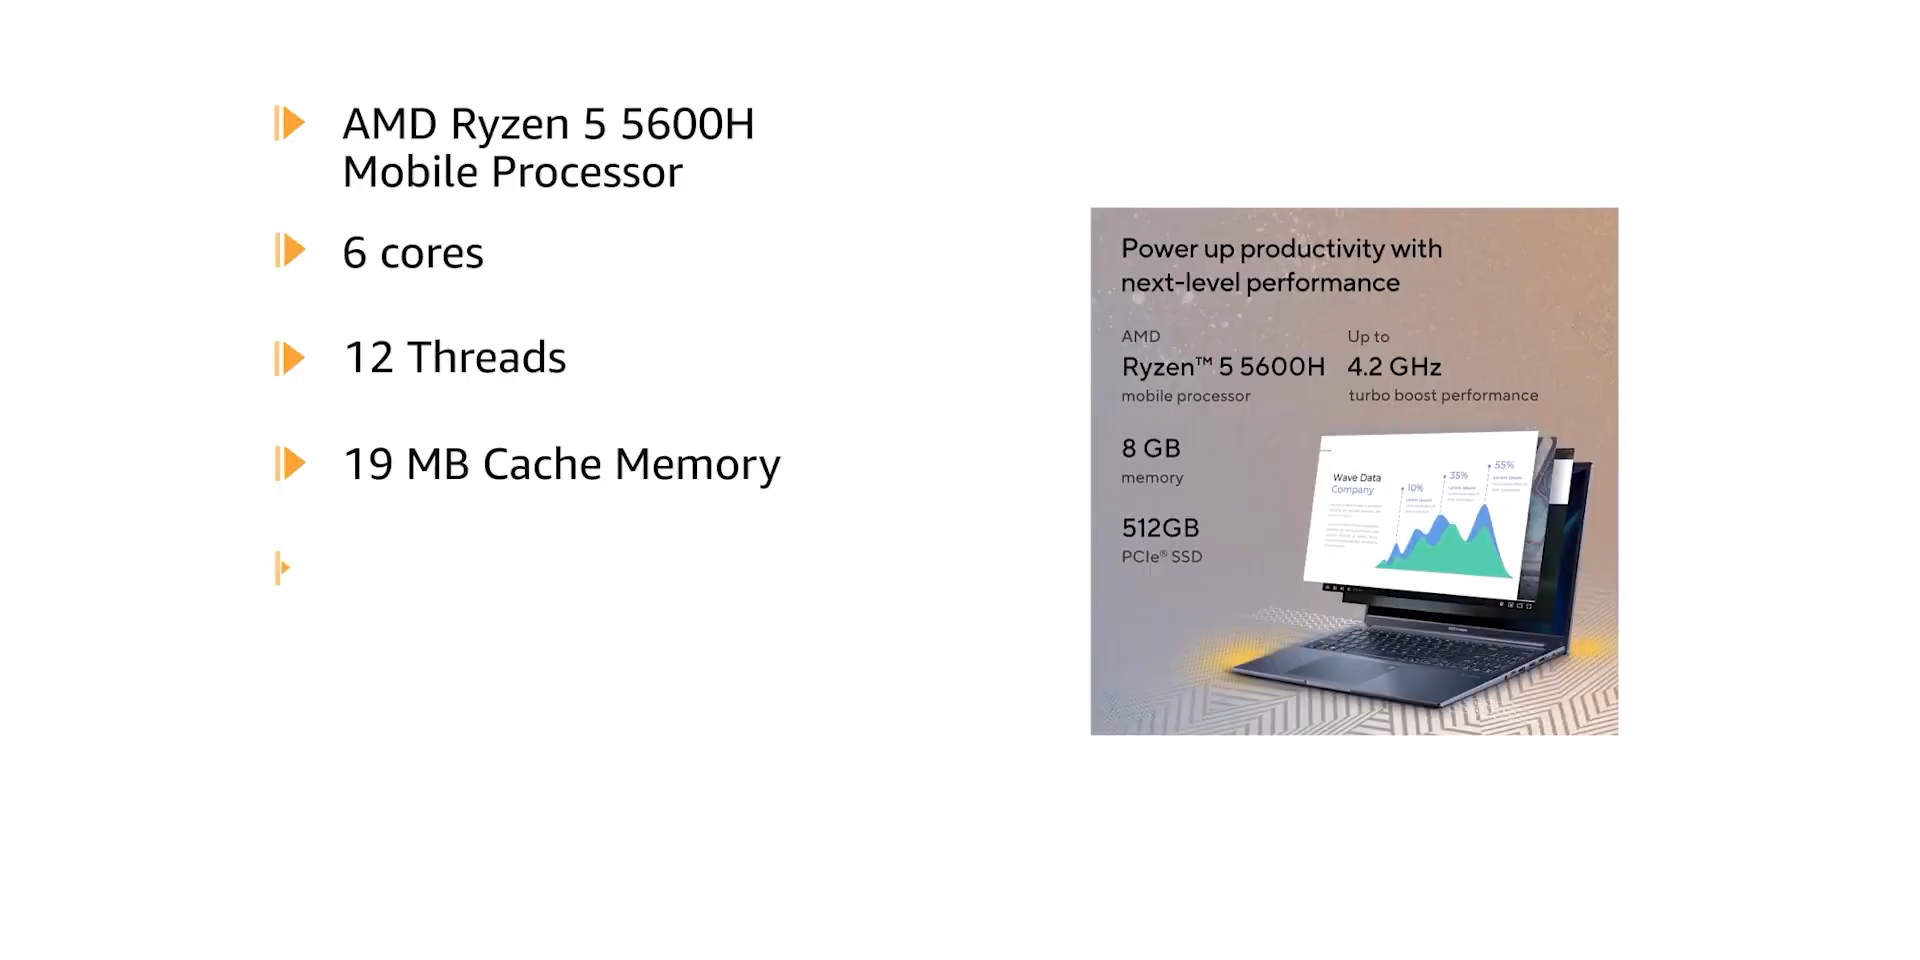 AMD Ryzen 5 5600H
Mobile Processor
6 cores
12 Threads
19 MB Cache Memory
Power up productivity with
next-level performance
AMD
Ryzen™ 5 5600H
mobile processor
Up to
4.2 GHz
turbo boost performance
8 GB
memory
512GB
PCIe® SSD
Wave Data
Company
10%
35%
55%